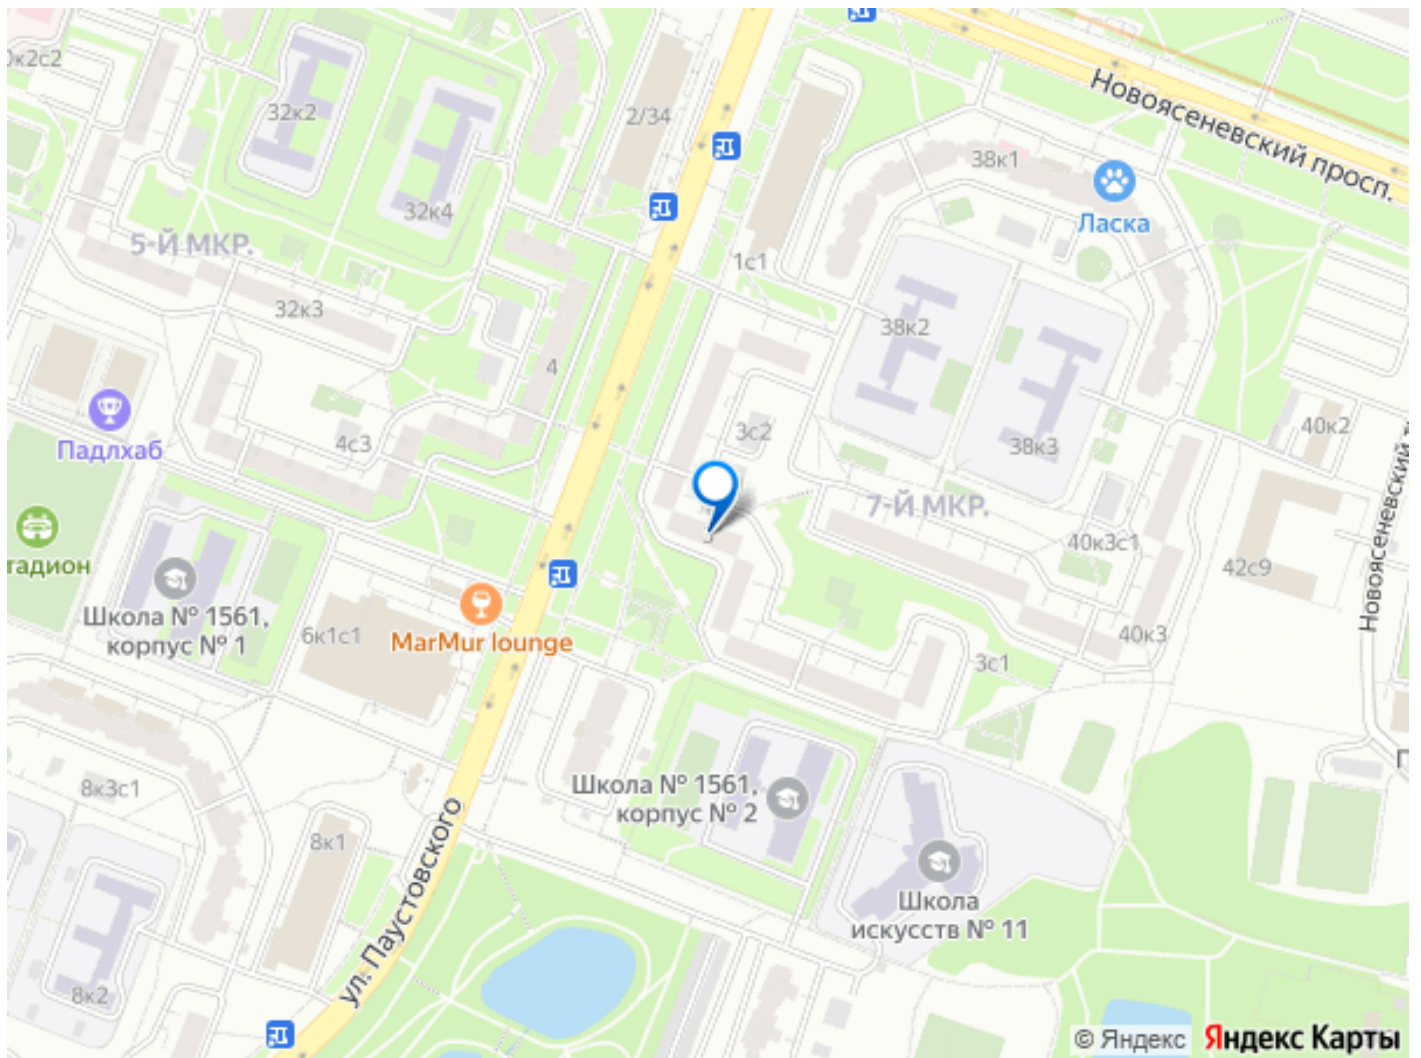 32к2
2/34
Новоясеневский просп.
38к1
Ласка
32к4
5-Й МКР.
1с1
32к3
38к2
4
Падлхаб
4с3
3с2
38к3
40к2
7-Й МКР.
40к3с1
42с9
тадион
Школа № 1561,
корпус № 1
6к1с1
MarMur lounge
40к3
3с1
Школа № 1561,
корпус № 2
8к3с1
8к1
ул. Паустовского
Школа
искусств № 11
8к2
© Яндекс Яндекс Карты